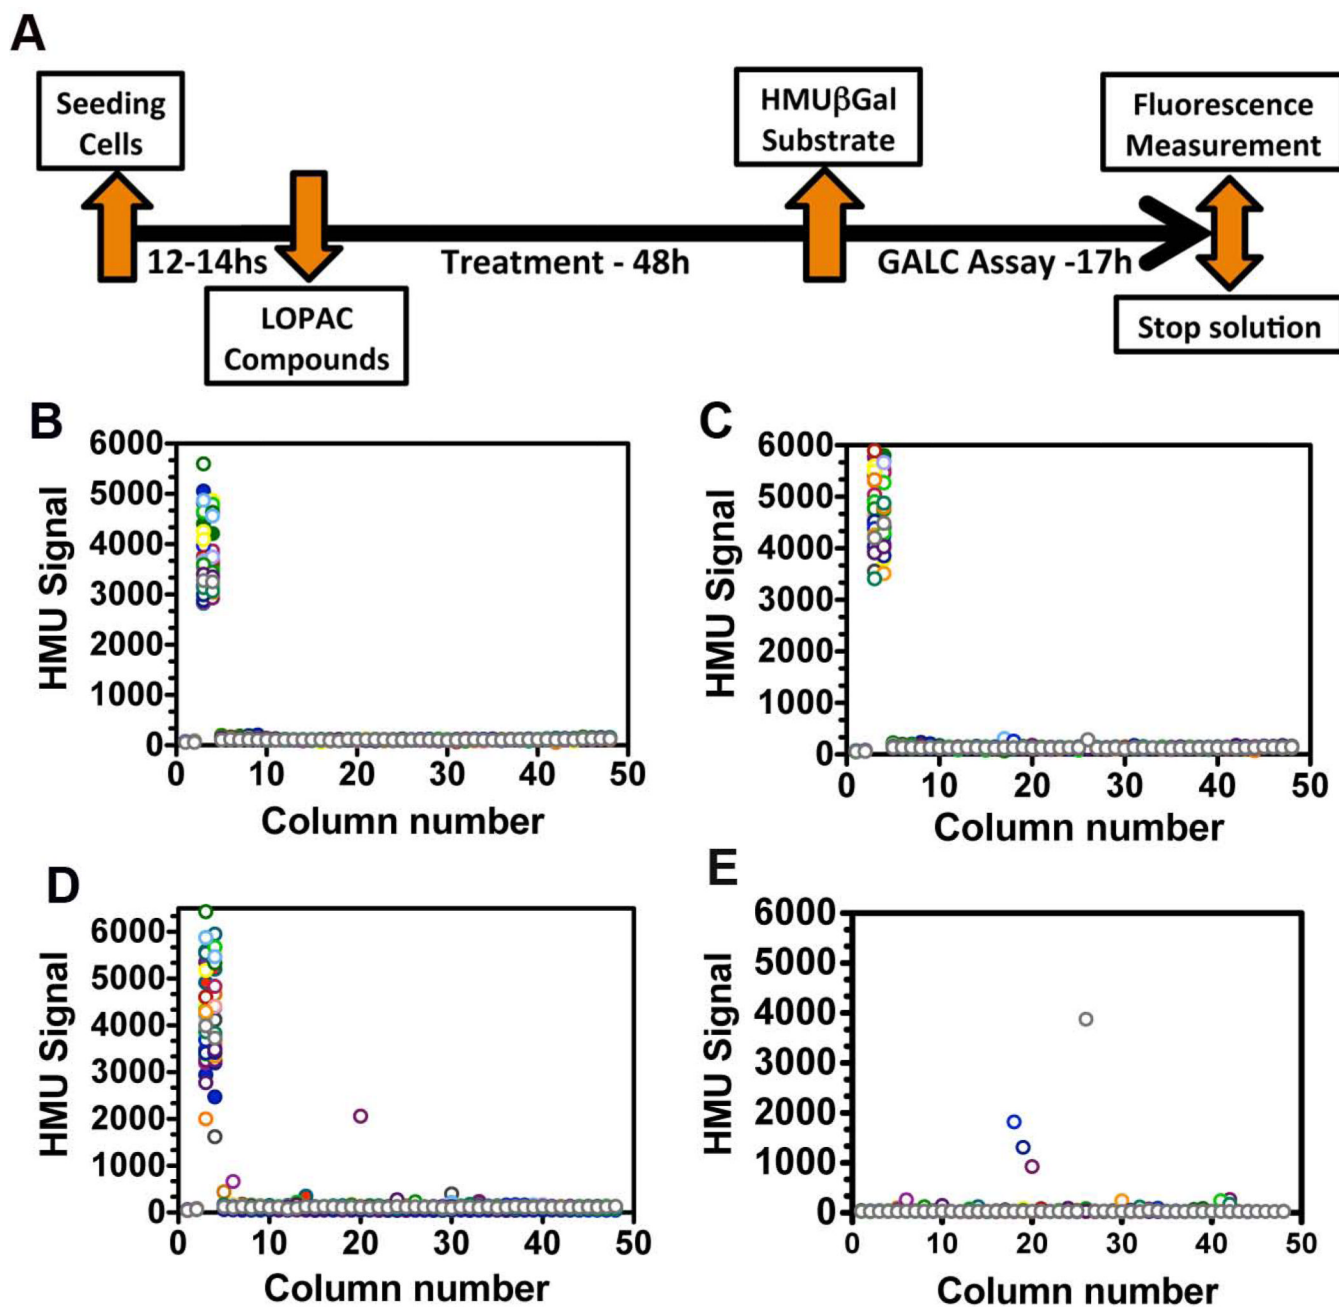 A
Seeding
Cells
HMUβGal
Substrate
Fluorescence
Measurement
12-14hs
Treatment - 48h
GALC Assay -17h
LOPAC
Compounds
Stop solution
B
6000
5000
4000
3000
2000
1000
0
HMU Signal
0 10 20 30 40 50
Column number
C
6000
5000
4000
3000
2000
1000
0
HMU Signal
0 10 20 30 40 50
Column number
D
6000
5000
4000
3000
2000
1000
0
HMU Signal
0 10 20 30 40 50
Column number
E
6000
5000
4000
3000
2000
1000
0
HMU Signal
0 10 20 30 40 50
Column number